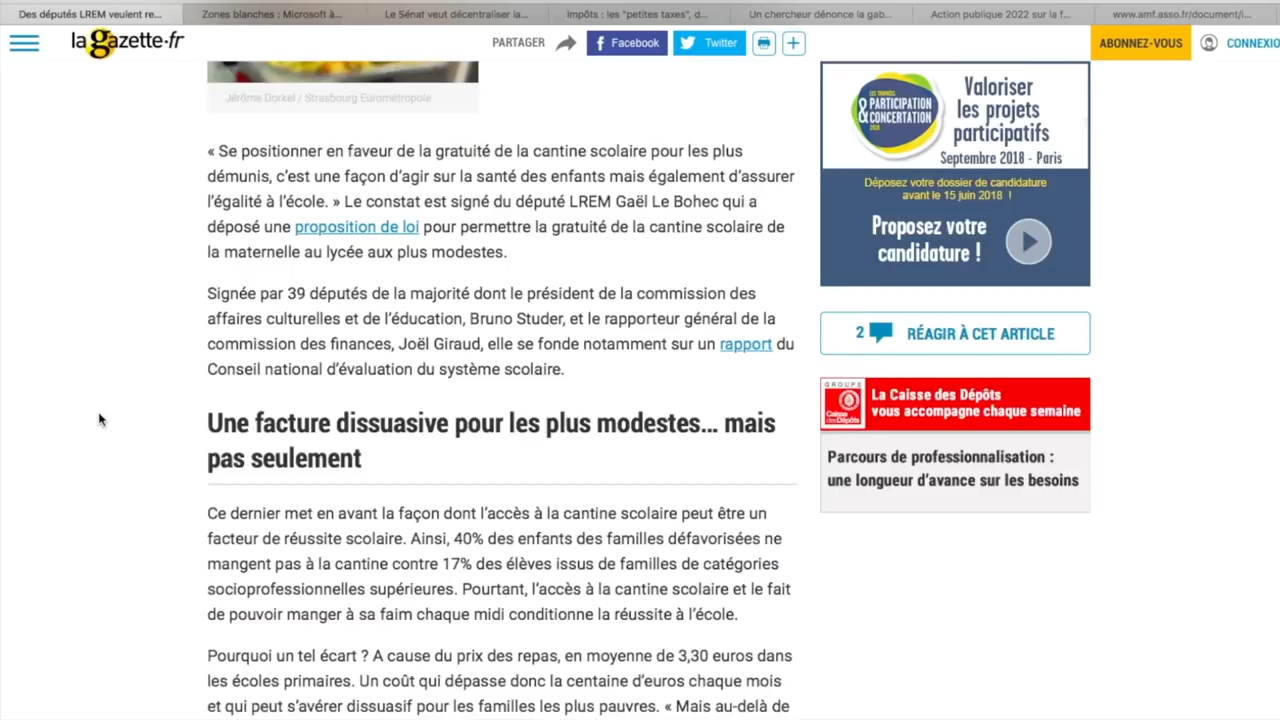 Des députés LREM veulent re...
Zones blanches : Microsoft à...
Le Sénat veut décentraliser la...
Impôts : les "petites taxes", d...
Un chercheur dénonce la gab...
Action publique 2022 sur la f...
www.amf.asso.fr/document/i...
la gazette·fr
PARTAGER
Facebook
Twitter
ABONNEZ-VOUS
CONNEXIO
Jérôme Dorkel / Strasbourg Eurométropole
« Se positionner en faveur de la gratuité de la cantine scolaire pour les plus
démunis, c’est une façon d’agir sur la santé des enfants mais également d’assurer
l’égalité à l’école. » Le constat est signé du député LREM Gaël Le Bohec qui a
déposé une proposition de loi pour permettre la gratuité de la cantine scolaire de
la maternelle au lycée aux plus modestes.
Signée par 39 députés de la majorité dont le président de la commission des
affaires culturelles et de l’éducation, Bruno Studer, et le rapporteur général de la
commission des finances, Joël Giraud, elle se fonde notamment sur un rapport du
Conseil national d’évaluation du système scolaire.
Une facture dissuasive pour les plus modestes… mais
pas seulement
Ce dernier met en avant la façon dont l’accès à la cantine scolaire peut être un
facteur de réussite scolaire. Ainsi, 40% des enfants des familles défavorisées ne
mangent pas à la cantine contre 17% des élèves issus de familles de catégories
socioprofessionnelles supérieures. Pourtant, l’accès à la cantine scolaire et le fait
de pouvoir manger à sa faim chaque midi conditionne la réussite à l’école.
Pourquoi un tel écart ? A cause du prix des repas, en moyenne de 3,30 euros dans
les écoles primaires. Un coût qui dépasse donc la centaine d’euros chaque mois
et qui peut s’avérer dissuasif pour les familles les plus pauvres. « Mais au-delà de
LES TROPHÉES
PARTICIPATION
& CONCERTATION
2018
Valoriser
les projets
participatifs
Septembre 2018 - Paris
Déposez votre dossier de candidature
avant le 15 juin 2018 !
Proposez votre
candidature !
2 RÉAGIR À CET ARTICLE
GROUPE
Caisse
des Dépôts
La Caisse des Dépôts
vous accompagne chaque semaine
Parcours de professionnalisation :
une longueur d’avance sur les besoins